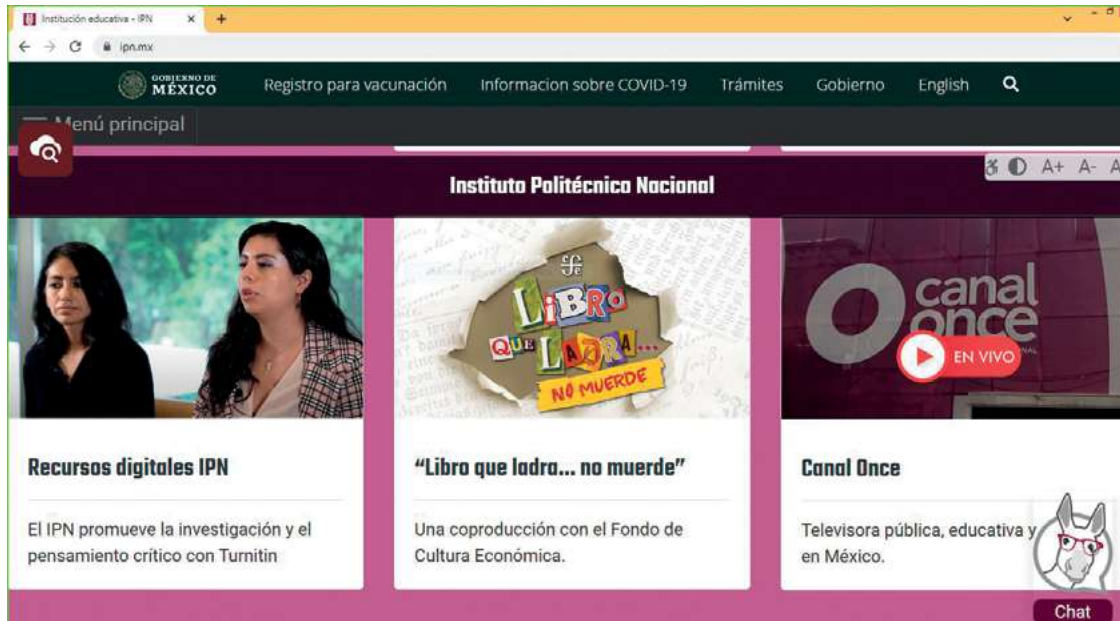 Institución educativa - IPN
ipn.mx
GOBIERNO DE MÉXICO
Registro para vacunación
Informacion sobre COVID-19
Trámites
Gobierno
English
Menú principal
A+ A- A
Instituto Politécnico Nacional
LiBRO
QUE LADRA...
NO MUERDE
canal
once
EN VIVO
Recursos digitales IPN
El IPN promueve la investigación y el
pensamiento crítico con Turnitin
“Libro que ladra... no muerde”
Una coproducción con el Fondo de
Cultura Económica.
Canal Once
Televisora pública, educativa y
en México.
Chat